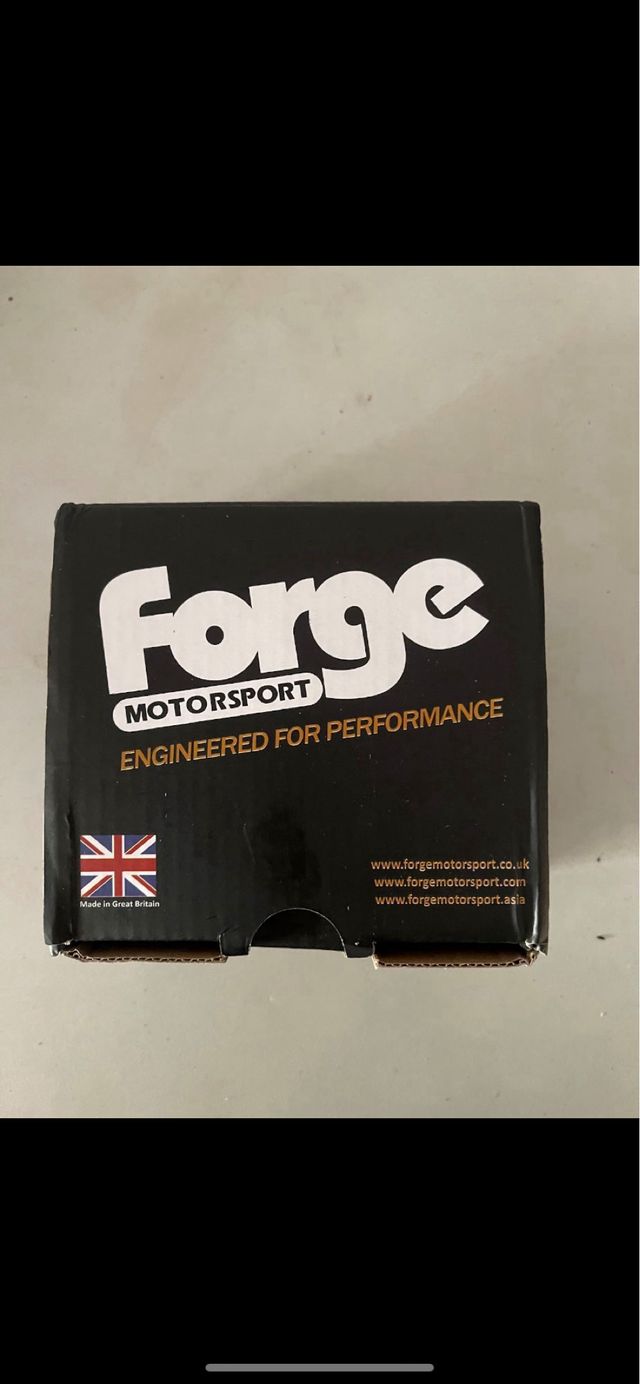 Forge
MOTORSPORT
ENGINEERED FOR PERFORMANCE
Made in Great Britain
www.forgemotorsport.co.uk
www.forgemotorsport.com
www.forgemotorsport.asia